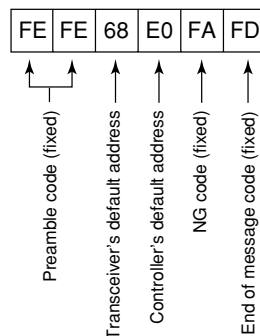 FE FE 68 E0 FA FD
Preamble code (fixed)
Transceiver's default address
Controller's default address
NG code (fixed)
End of message code (fixed)